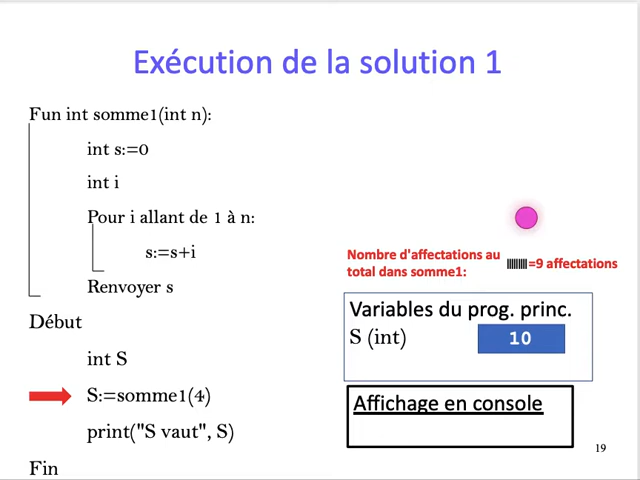 Exécution de la solution 1
Fun int somme1(int n):
int s:=0
int i
Pour i allant de 1 à n:
s:=s+i
Renvoyer s
Début
int S
S:=somme1(4)
print("S vaut", S)
Fin
Nombre d'affectations au
total dans somme1:
||||||||| =9 affectations
Variables du prog. princ.
S (int)
10
Affichage en console
19